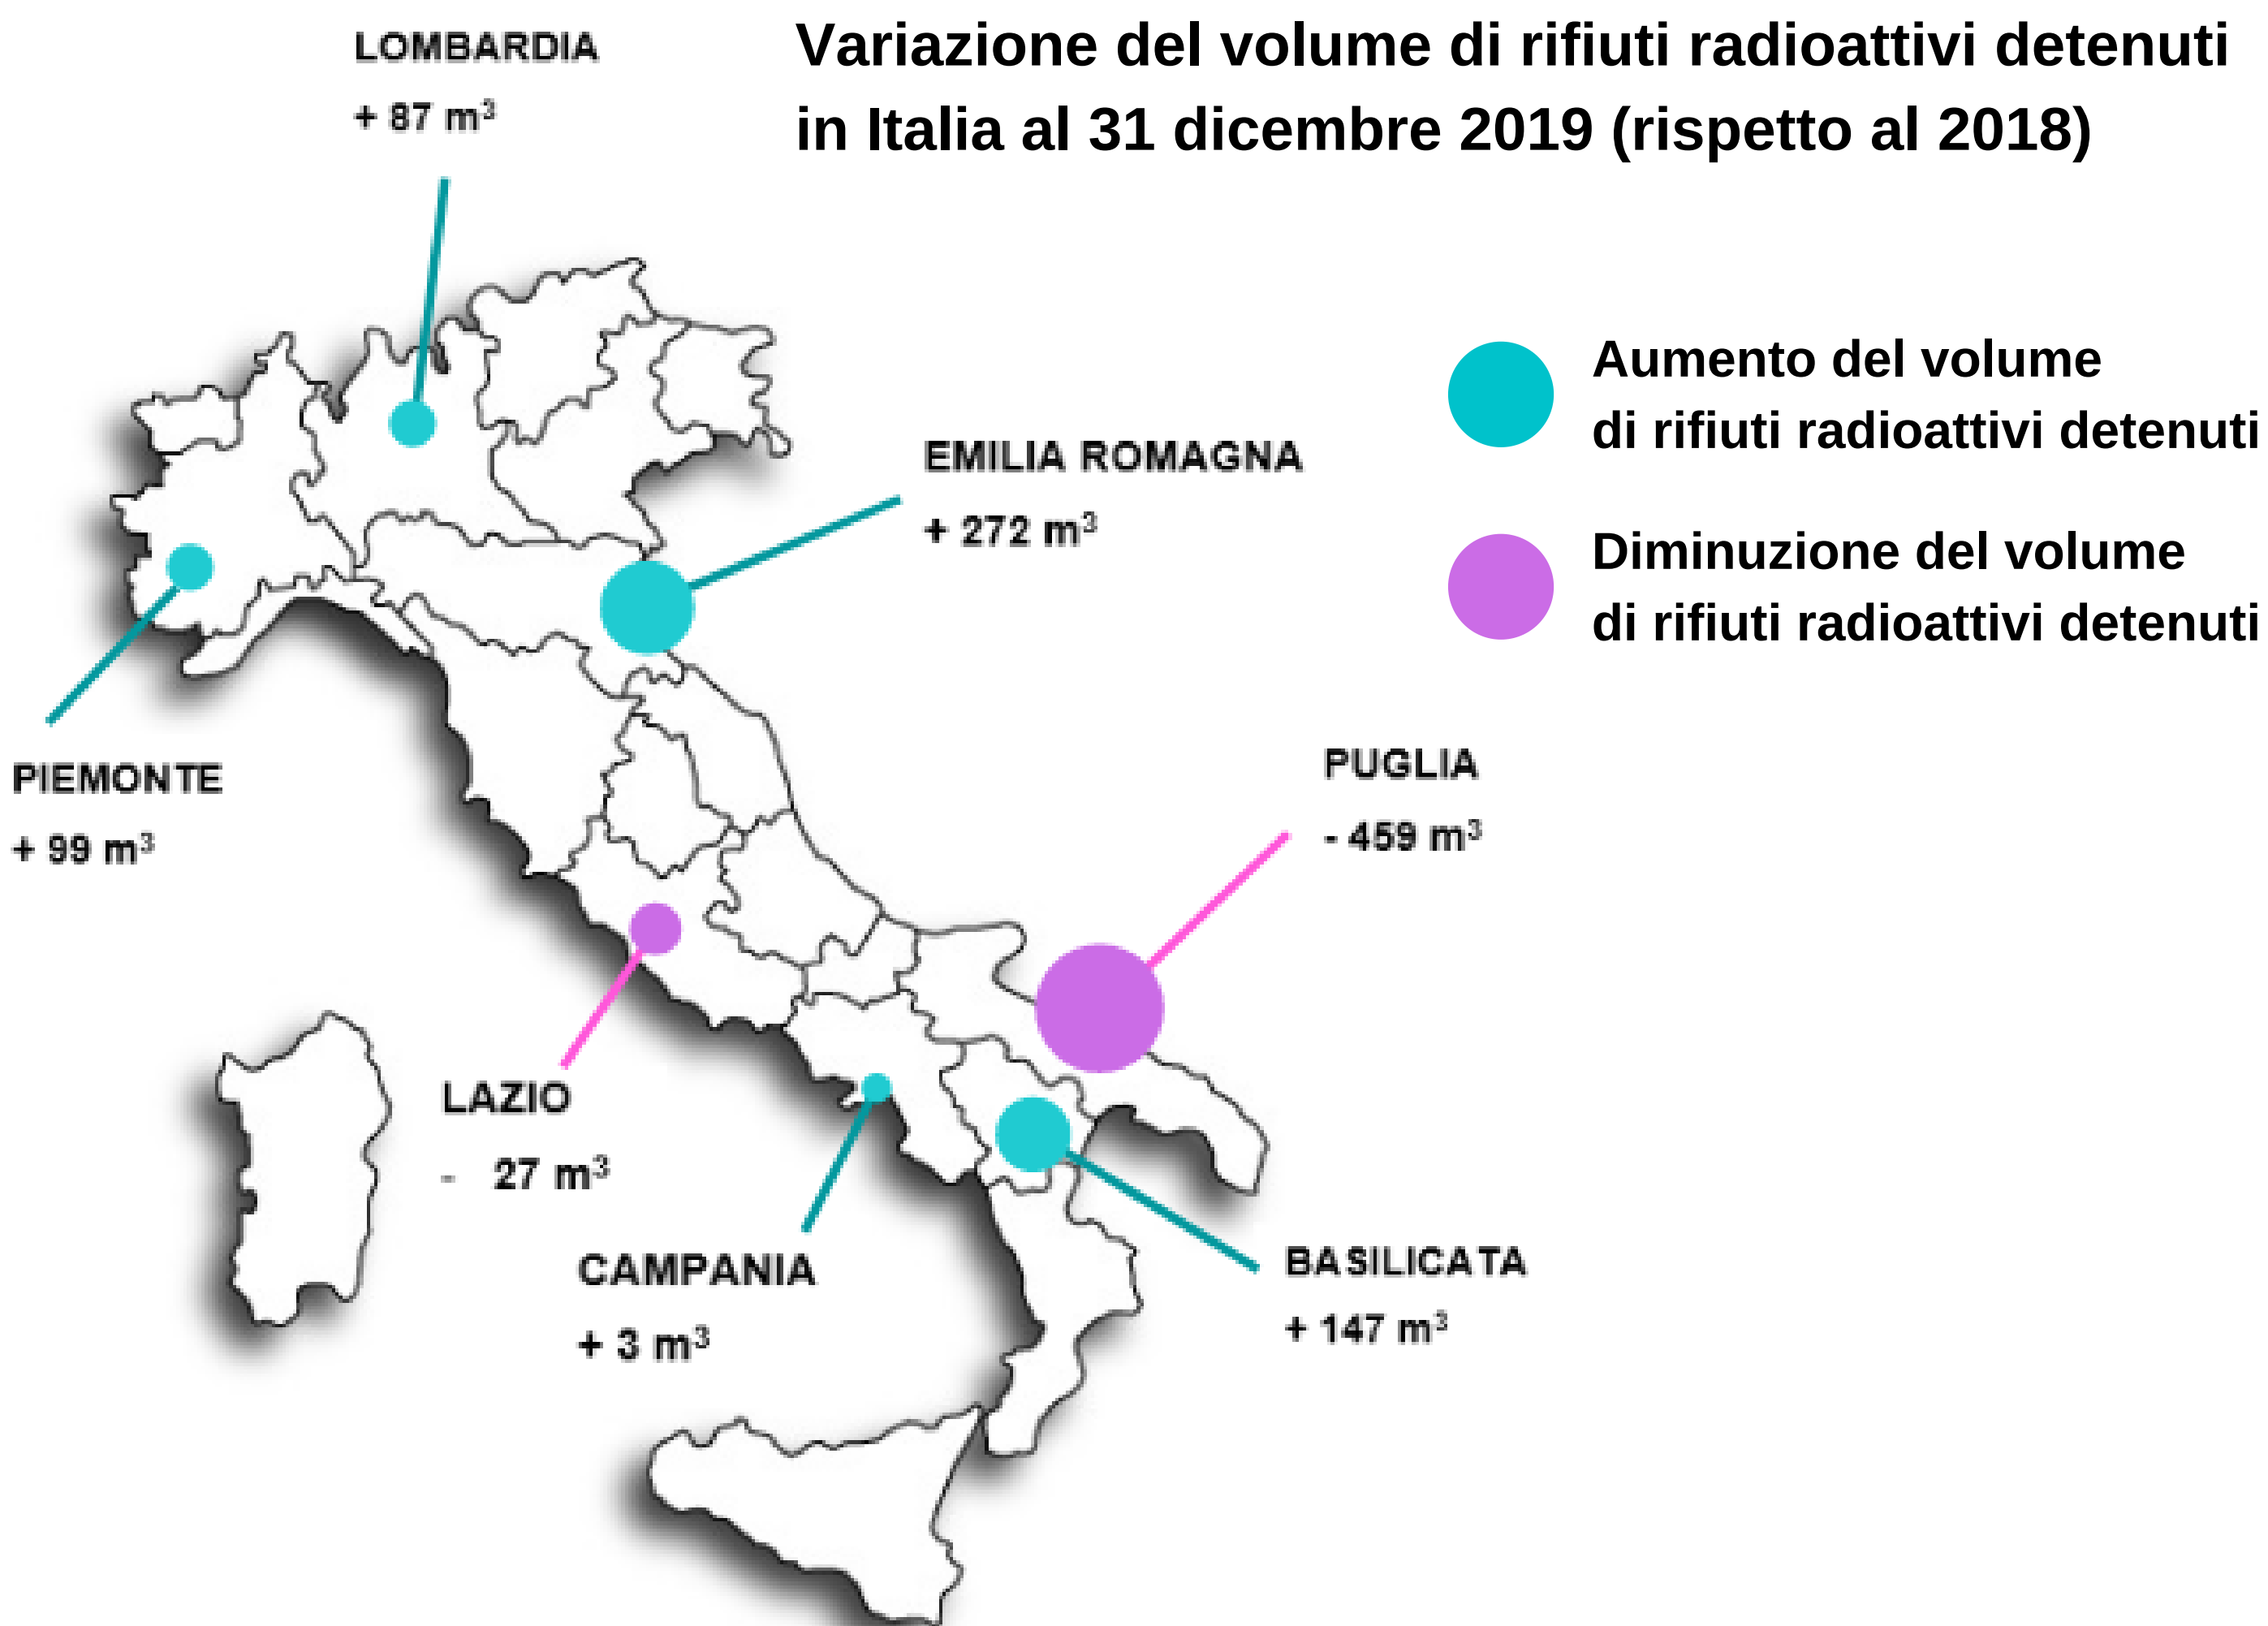 Variazione del volume di rifiuti radioattivi detenuti
in Italia al 31 dicembre 2019 (rispetto al 2018)
LOMBARDIA
+ 87 m³
Aumento del volume
di rifiuti radioattivi detenuti
Diminuzione del volume
di rifiuti radioattivi detenuti
EMILIA ROMAGNA
+ 272 m³
PIEMONTE
+ 99 m³
PUGLIA
- 459 m³
LAZIO
- 27 m³
CAMPANIA
+ 3 m³
BASILICATA
+ 147 m³